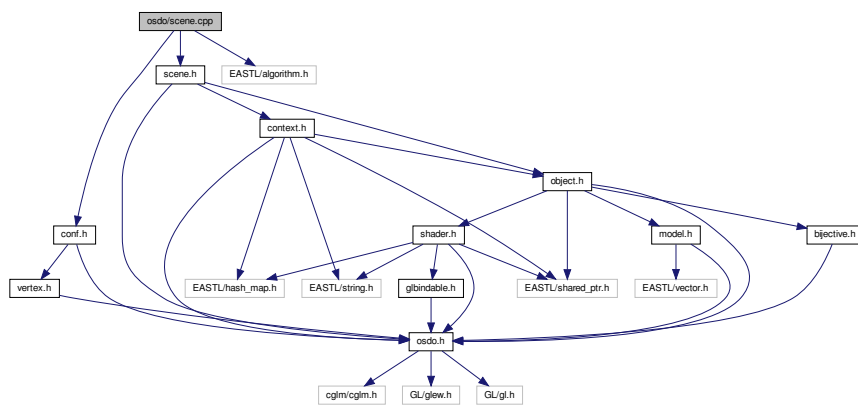 osdo/scene.cpp
scene.h
EASTL/algorithm.h
context.h
object.h
conf.h
shader.h
model.h
bijective.h
vertex.h
EASTL/hash_map.h
EASTL/string.h
glbindable.h
EASTL/shared_ptr.h
EASTL/vector.h
osdo.h
cglm/cglm.h
GL/glew.h
GL/gl.h